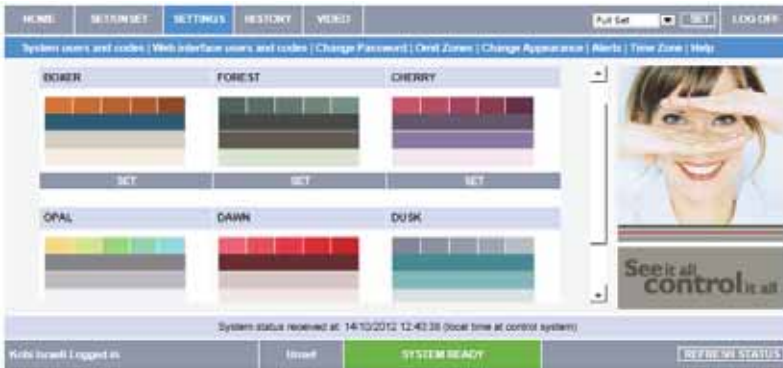 HOME SET/UNSET SETTINGS HISTORY VIDEO Full Set SET LOG OFF
System users and codes | Web interface users and codes | Change Password | Omit Zones | Change Appearance | Alerts | Time Zone | Help
BOXER FOREST CHERRY
SET SET SET
OPAL DAWN DUSK
See it all
control it all
System status received at: 14/10/2012 12:40:38 (local time at control system)
Kobi Israeli Logged in Unset SYSTEM READY REFRESH STATUS